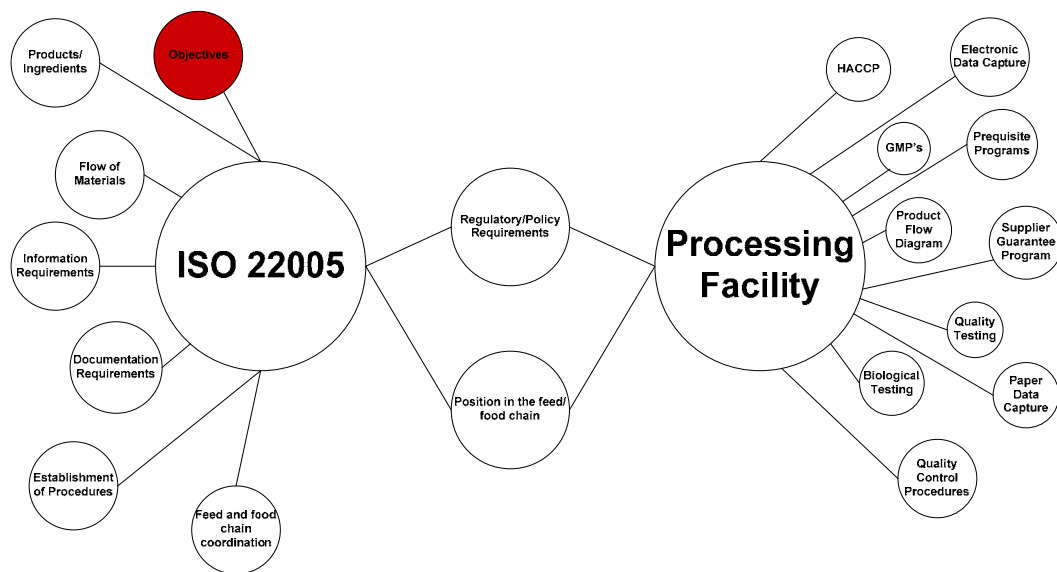 Products/
Ingredients
Objectives
Flow of
Materials
Information
Requirements
Documentation
Requirements
Establishment
of Procedures
Feed and food
chain
coordination
ISO 22005
Regulatory/Policy
Requirements
Position in the feed/
food chain
Processing
Facility
HACCP
Electronic
Data Capture
GMP's
Prequisite
Programs
Product
Flow
Diagram
Supplier
Guarantee
Program
Quality
Testing
Biological
Testing
Paper
Data
Capture
Quality
Control
Procedures